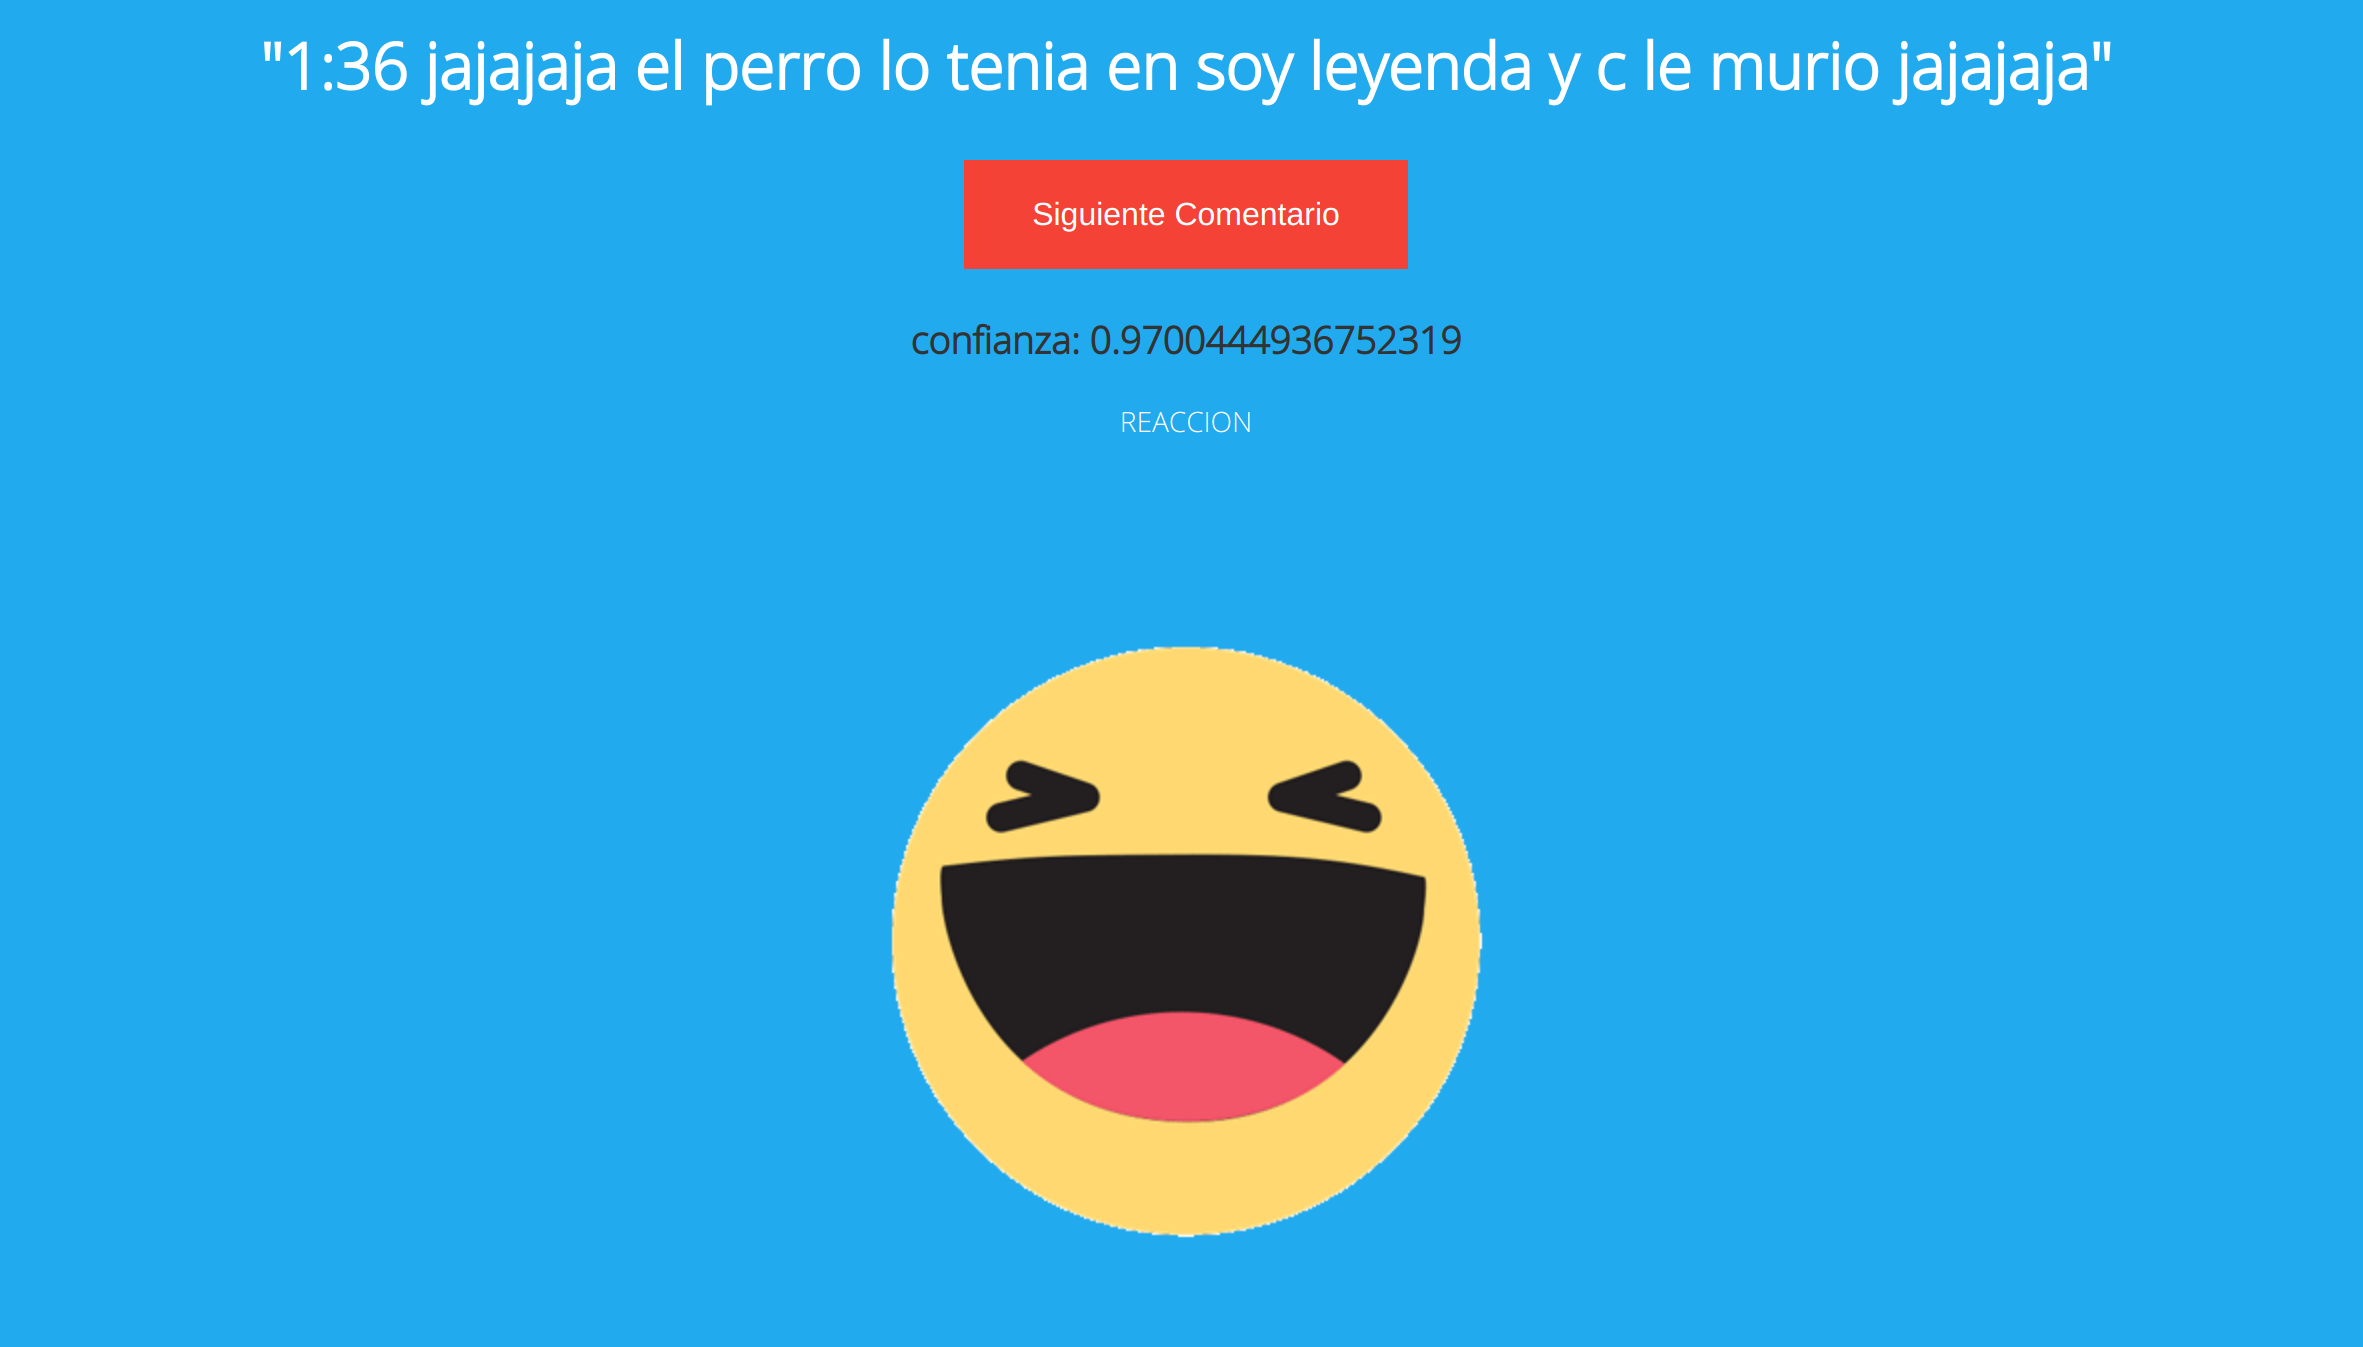 "1:36 jajajaja el perro lo tenia en soy leyenda y c le murio jajajaja"
Siguiente Comentario
confianza: 0.9700444936752319
REACCION